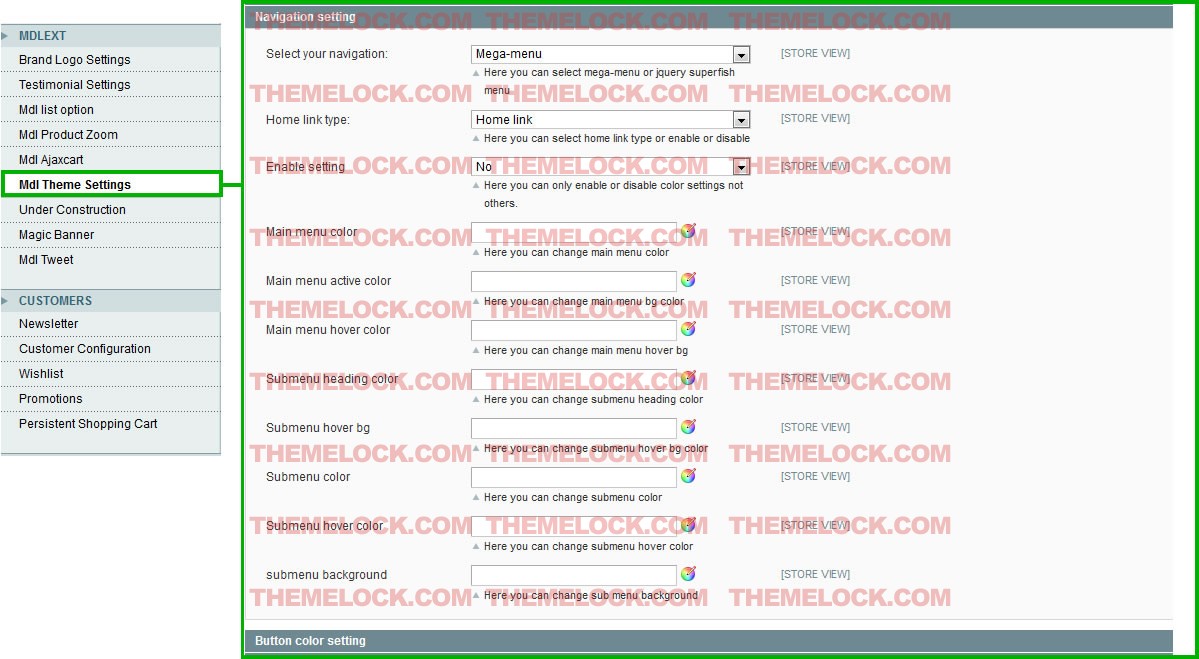 MDLEXT
Brand Logo Settings
Testimonial Settings
Mdl list option
Mdl Product Zoom
Mdl Ajaxcart
Mdl Theme Settings
Under Construction
Magic Banner
Mdl Tweet
CUSTOMERS
Newsletter
Customer Configuration
Wishlist
Promotions
Persistent Shopping Cart
Navigation setting
THEMELOCK.COM THEMELOCK.COM THEMELOCK.COM
Select your navigation: Mega-menu [STORE VIEW]
Here you can select mega-menu or jquery superfish
menu
THEMELOCK.COM THEMELOCK.COM THEMELOCK.COM
Home link type: Home link [STORE VIEW]
Here you can select home link type or enable or disable
Enable setting No [STORE VIEW]
THEMELOCK.COM THEMELOCK.COM THEMELOCK.COM
Here you can only enable or disable color settings not
others.
Main menu color [STORE VIEW]
THEMELOCK.COM THEMELOCK.COM THEMELOCK.COM
Here you can change main menu color
Main menu active color [STORE VIEW]
Here you can change main menu bg color
THEMELOCK.COM THEMELOCK.COM THEMELOCK.COM
Main menu hover color [STORE VIEW]
Here you can change main menu hover bg
Submenu heading color [STORE VIEW]
THEMELOCK.COM THEMELOCK.COM THEMELOCK.COM
Here you can change submenu heading color
Submenu hover bg [STORE VIEW]
Here you can change submenu hover bg color
THEMELOCK.COM THEMELOCK.COM THEMELOCK.COM
Submenu color [STORE VIEW]
Here you can change submenu color
Submenu hover color [STORE VIEW]
THEMELOCK.COM THEMELOCK.COM THEMELOCK.COM
Here you can change submenu hover color
submenu background [STORE VIEW]
Here you can change sub menu background
THEMELOCK.COM THEMELOCK.COM THEMELOCK.COM
Button color setting